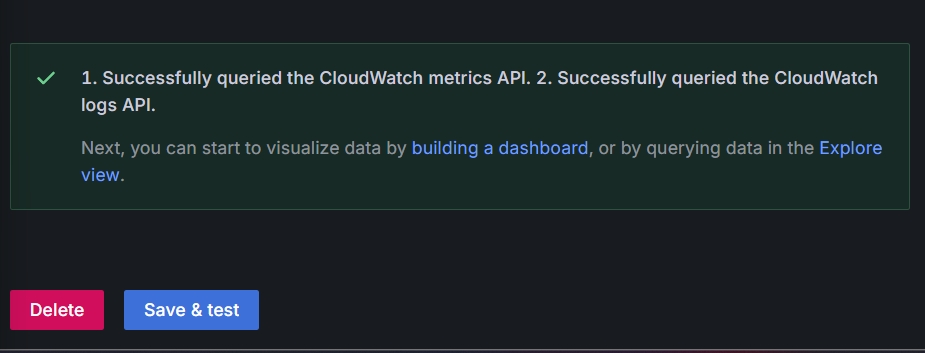 1. Successfully queried the CloudWatch metrics API. 2. Successfully queried the CloudWatch
logs API.
Next, you can start to visualize data by building a dashboard, or by querying data in the Explore
view.
Delete
Save & test